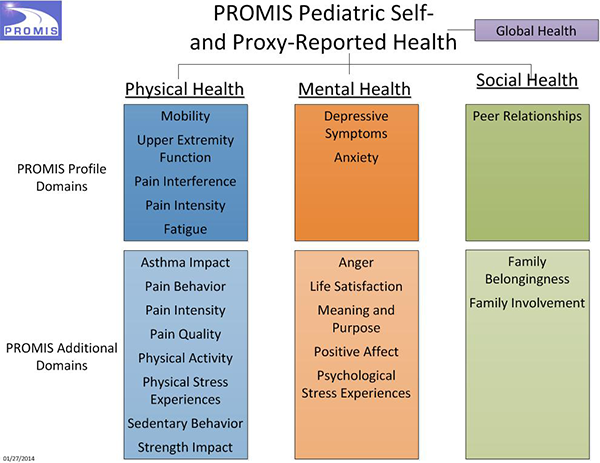 PROMIS
PROMIS Pediatric Self-
and Proxy-Reported Health
Global Health
Physical Health
Mental Health
Social Health
PROMIS Profile
Domains
Mobility
Upper Extremity
Function
Pain Interference
Pain Intensity
Fatigue
Depressive
Symptoms
Anxiety
Peer Relationships
PROMIS Additional
Domains
Asthma Impact
Pain Behavior
Pain Intensity
Pain Quality
Physical Activity
Physical Stress
Experiences
Sedentary Behavior
Strength Impact
Anger
Life Satisfaction
Meaning and
Purpose
Positive Affect
Psychological
Stress Experiences
Family
Belongingness
Family Involvement
01/27/2014